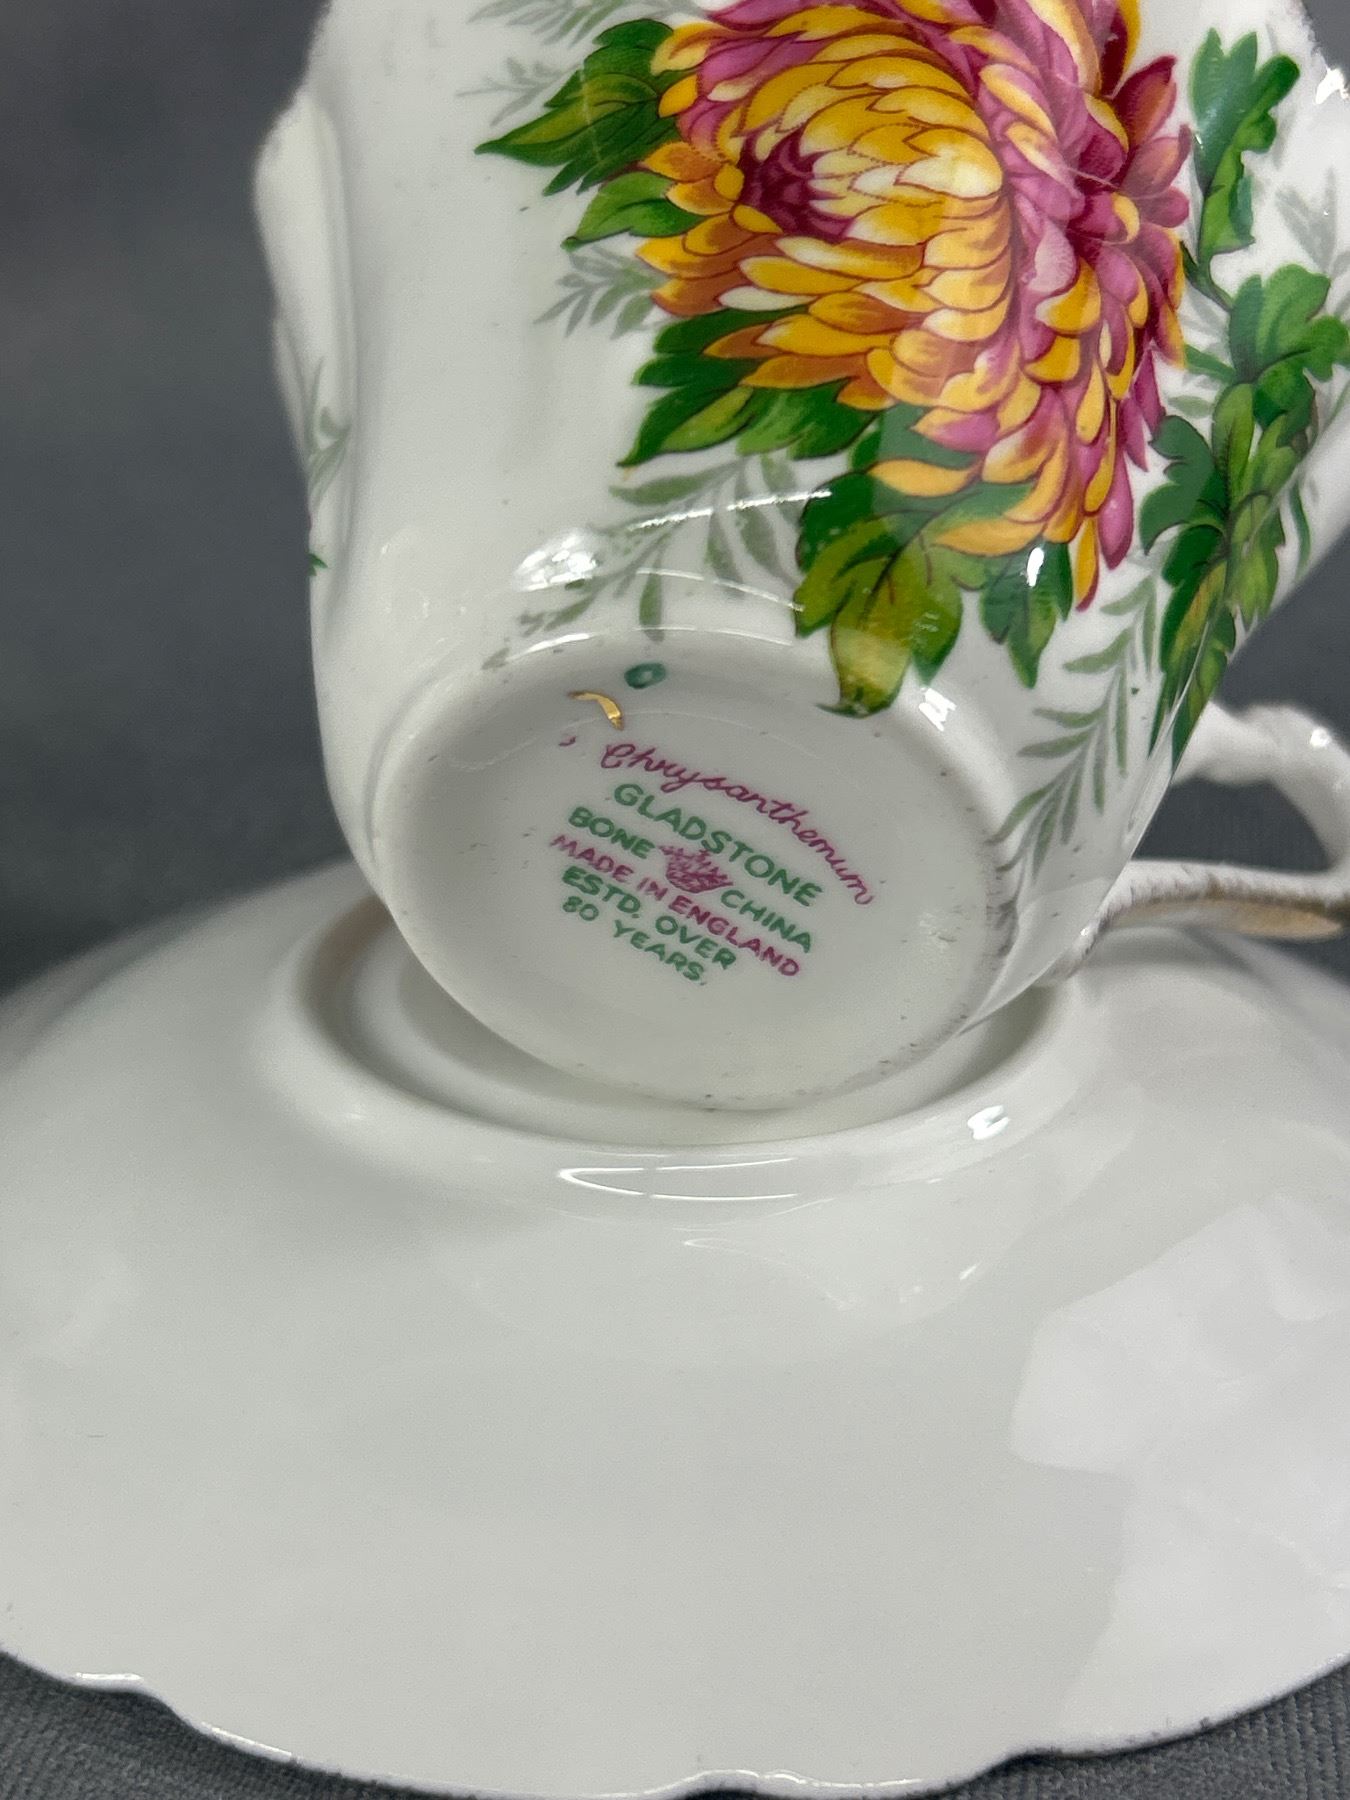 Chrysanthemum
GLADSTONE
BONE CHINA
MADE IN ENGLAND
ESTD. OVER
80 YEARS.